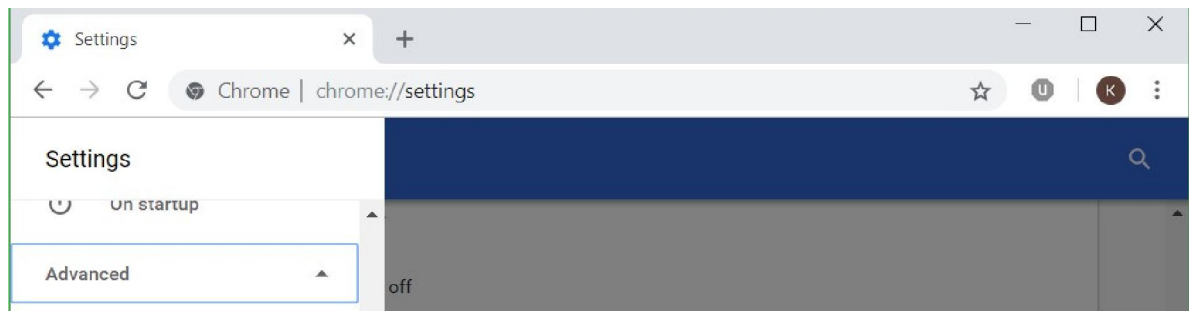 Settings
Chrome | chrome://settings
K
Settings
On startup
Advanced
off